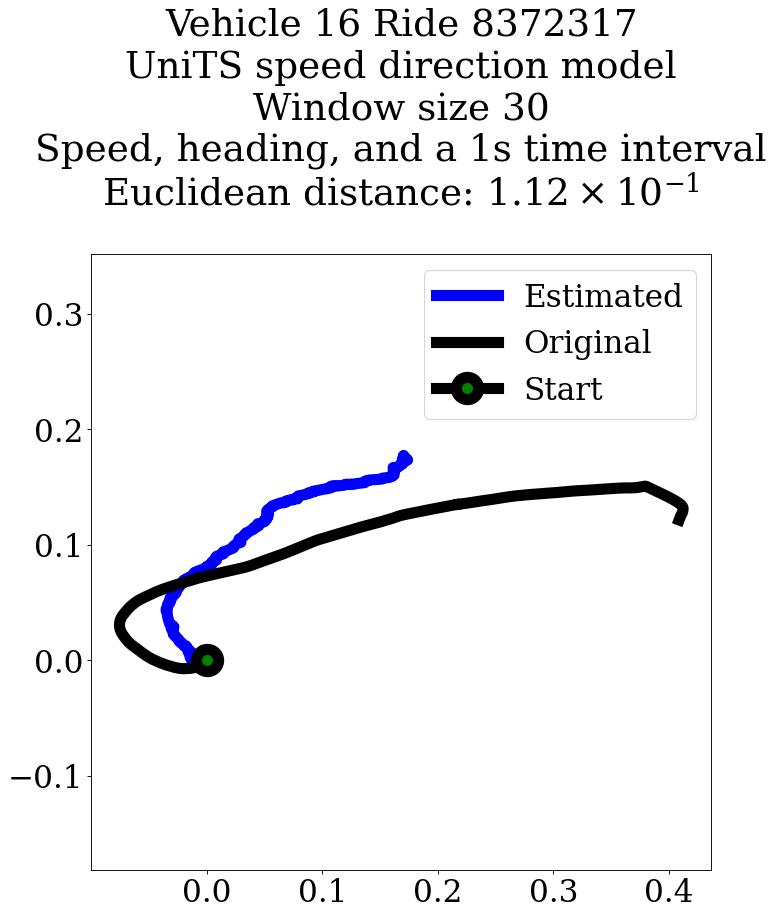 Vehicle 16 Ride 8372317
UniTS speed direction model
Window size 30
Speed, heading, and a 1s time interval
Euclidean distance: 1.12 × 10⁻¹
Estimated
Original
Start
0.3
0.2
0.1
0.0
−0.1
0.0 0.1 0.2 0.3 0.4